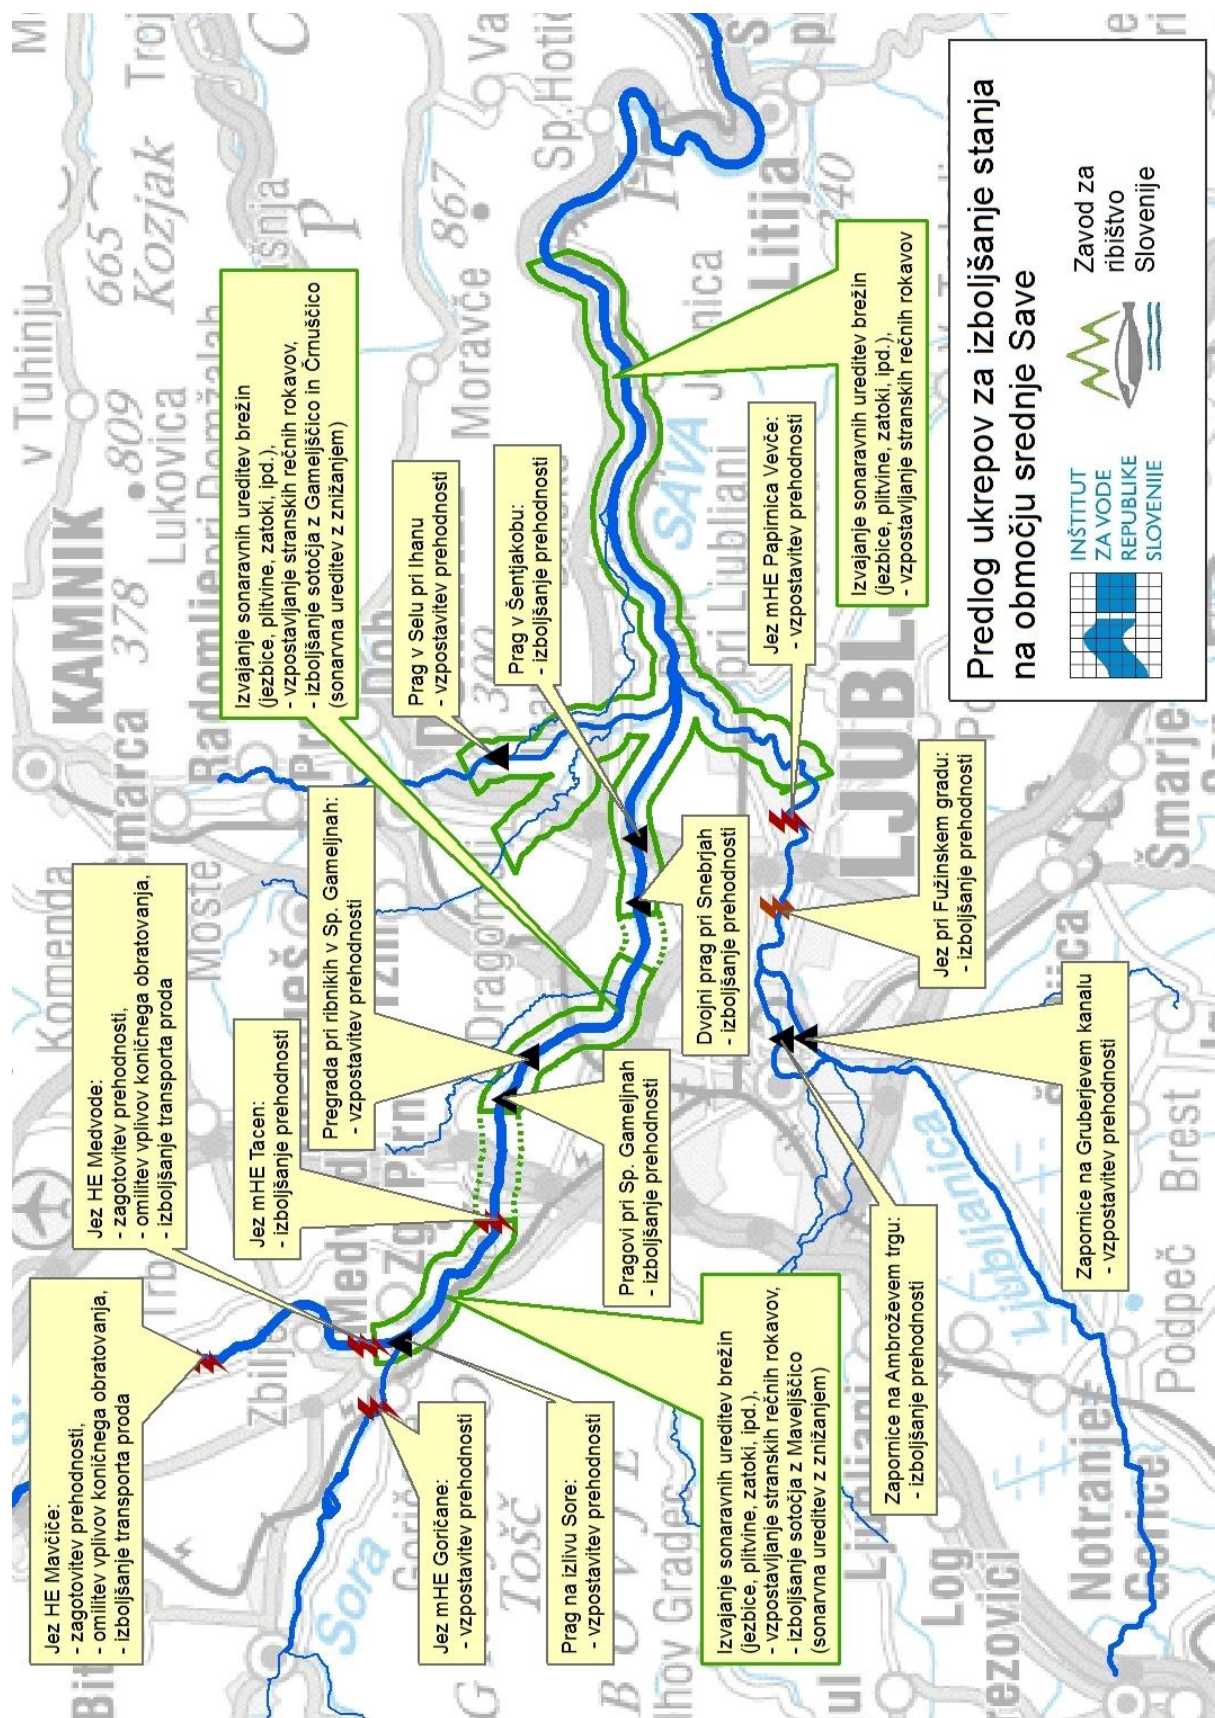 Jez HE Mavčiče:
- zagotovitev prehodnosti,
- omilitev vplivov koničnega obratovanja,
- izboljšanje transporta proda
Jez HE Medvode:
- zagotovitev prehodnosti,
- omilitev vplivov koničnega obratovanja,
- izboljšanje transporta proda
Jez mHE Tacen:
- izboljšanje prehodnosti
Pregrada pri ribnikih v Sp. Gameljnah:
- vzpostavitev prehodnosti
Izvajanje sonaravnih ureditev brežin
(jezbice, plitvine, zatoki, ipd.),
- vzpostavljanje stranskih rečnih rokavov,
- izboljšanje sotočja z Gameljščico in Črnuščico
(sonarvna ureditev z znižanjem)
Prag v Selu pri Ihanu
- vzpostavitev prehodnosti
Prag v Šentjakobu:
- izboljšanje prehodnosti
Jez mHE Goričane:
- vzpostavitev prehodnosti
Prag na izlivu Sore:
- vzpostavitev prehodnosti
Pragovi pri Sp. Gameljnah
- izboljšanje prehodnosti
Dvojni prag pri Snebrjah
- izboljšanje prehodnosti
Jez mHE Papirnica Vevče:
- vzpostavitev prehodnosti
Izvajanje sonaravnih ureditev brežin
(jezbice, plitvine, zatoki, ipd.),
- vzpostavljanje stranskih rečnih rokavov,
- izboljšanje sotočja z Maveljščico
(sonarvna ureditev z znižanjem)
Izvajanje sonaravnih ureditev brežin
(jezbice, plitvine, zatoki, ipd.),
- vzpostavljanje stranskih rečnih rokavov
Zapornice na Ambroževem trgu:
- izboljšanje prehodnosti
Jez pri Fužinskem gradu:
- izboljšanje prehodnosti
Zapornice na Gruberjevem kanalu
- vzpostavitev prehodnosti
Predlog ukrepov za izboljšanje stanja
na območju srednje Save
INŠTITUT
ZA VODE
REPUBLIKE
SLOVENIJE
Zavod za
ribištvo
Slovenije
v Tuhinju
KAMNIK
809
665
Kozjak
Lukovica
378
Komenda
Moste
Moravče
867
Sp.Hotič
Litija
SAVA
Sora
Tošč
Log
Ljubljanica
Podpeč
Brest
Notranje
Gorice